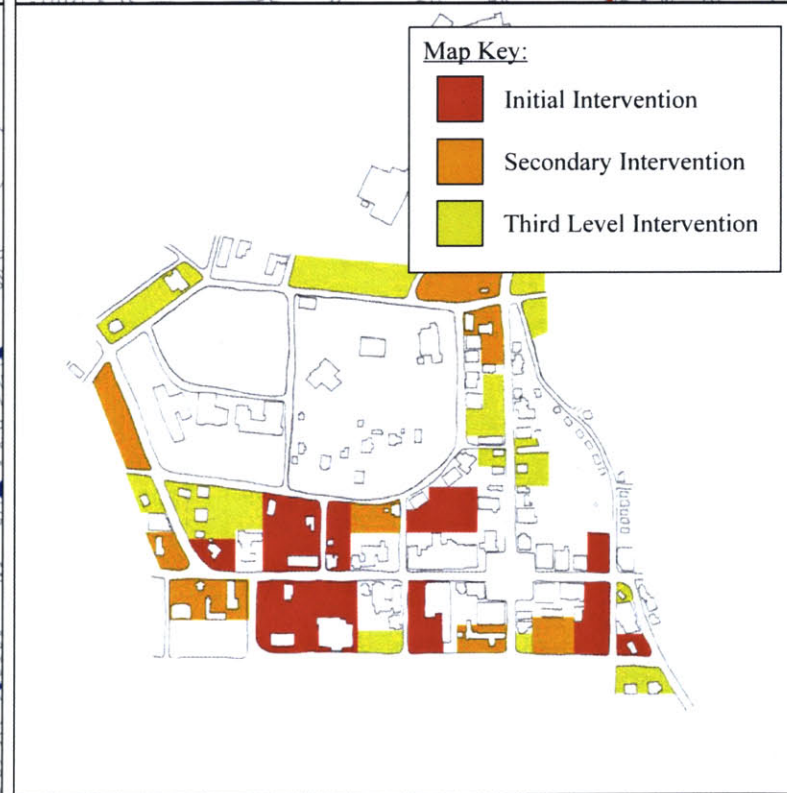 Map Key:
Initial Intervention
Secondary Intervention
Third Level Intervention